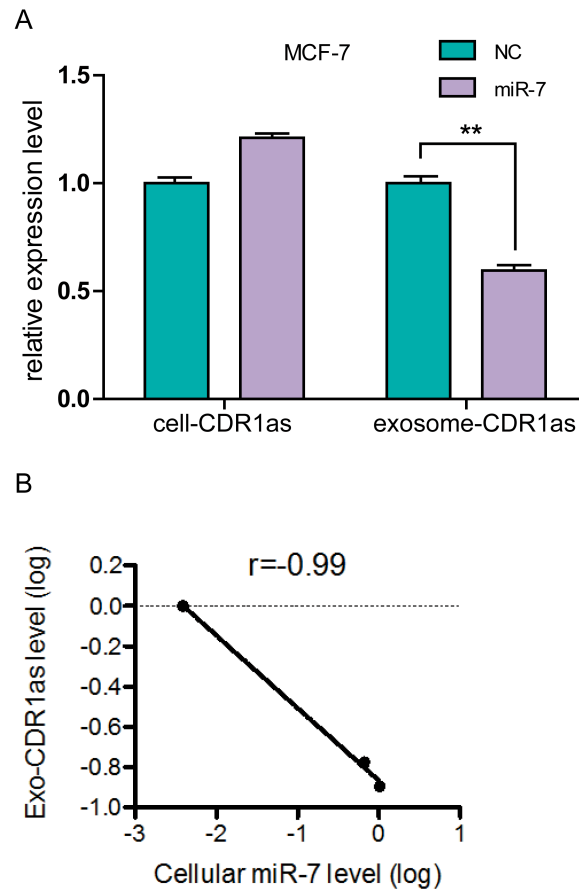 A
MCF-7
NC
miR-7
relative expression level
1.5
1.0
0.5
0.0
**
cell-CDR1as
exosome-CDR1as
B
r=-0.99
Exo-CDR1as level (log)
0.2
0.0
-0.2
-0.4
-0.6
-0.8
-1.0
-3 -2 -1 0 1
Cellular miR-7 level (log)